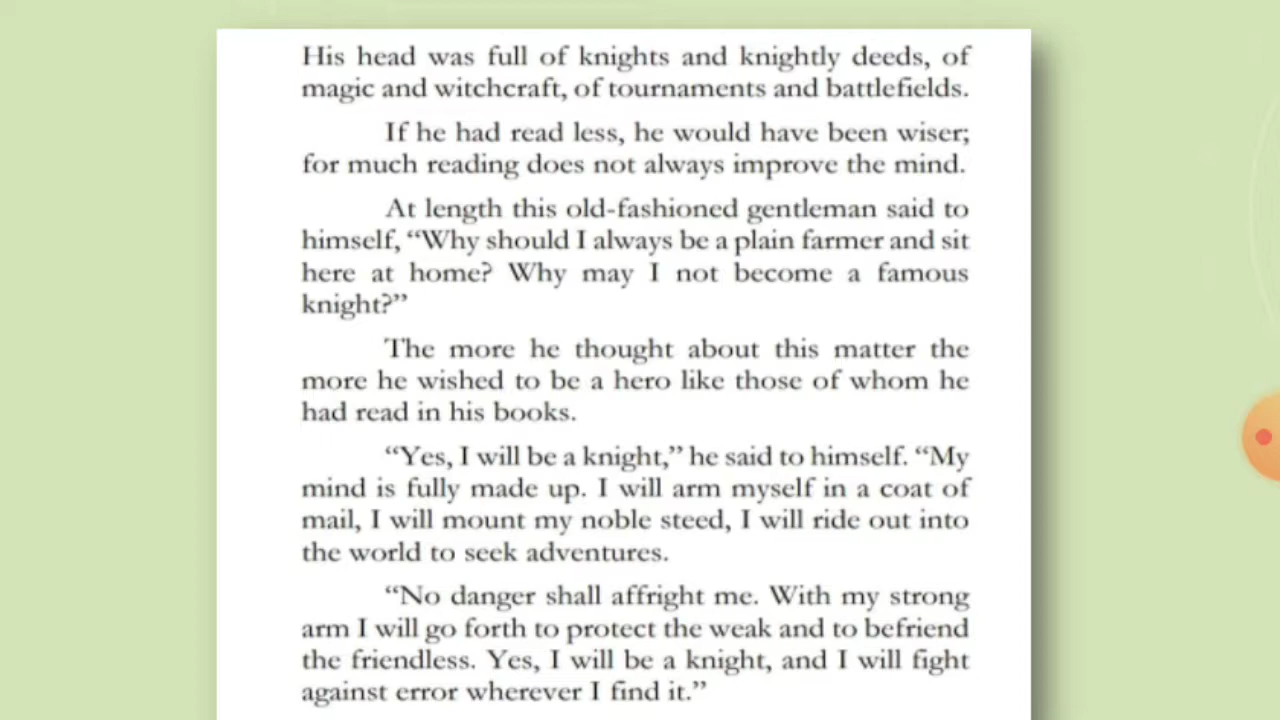 His head was full of knights and knightly deeds, of
magic and witchcraft, of tournaments and battlefields.
If he had read less, he would have been wiser;
for much reading does not always improve the mind.
At length this old-fashioned gentleman said to
himself, “Why should I always be a plain farmer and sit
here at home? Why may I not become a famous
knight?”
The more he thought about this matter the
more he wished to be a hero like those of whom he
had read in his books.
“Yes, I will be a knight,” he said to himself. “My
mind is fully made up. I will arm myself in a coat of
mail, I will mount my noble steed, I will ride out into
the world to seek adventures.
“No danger shall affright me. With my strong
arm I will go forth to protect the weak and to befriend
the friendless. Yes, I will be a knight, and I will fight
against error wherever I find it.”